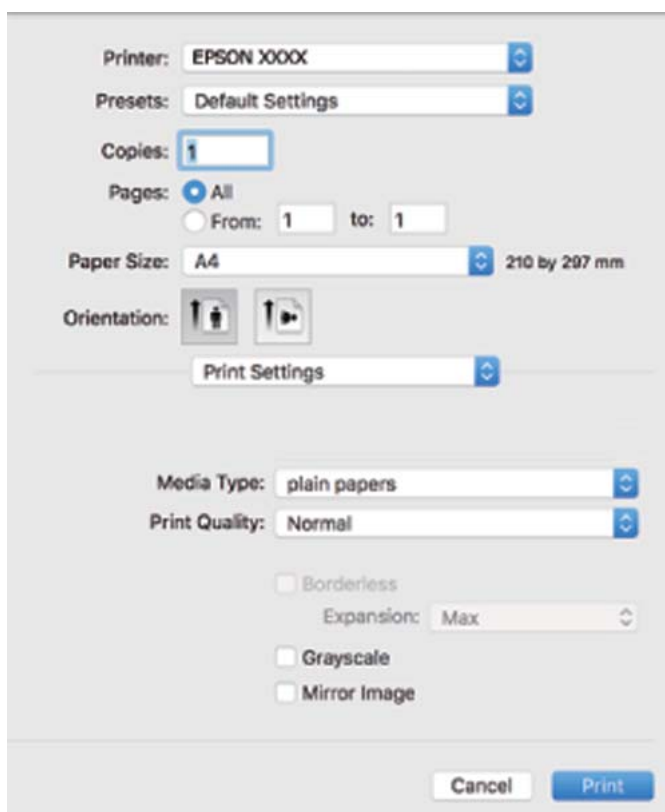 Printer: EPSON XXXX
Presets: Default Settings
Copies: 1
Pages: All
From: 1 to: 1
Paper Size: A4 210 by 297 mm
Orientation:
Print Settings
Media Type: plain papers
Print Quality: Normal
Borderless
Expansion: Max
Grayscale
Mirror Image
Cancel Print